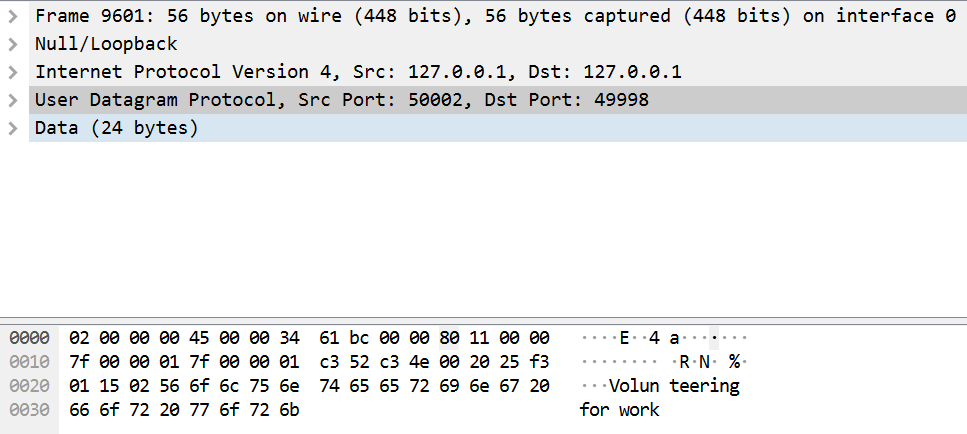 Frame 9601: 56 bytes on wire (448 bits), 56 bytes captured (448 bits) on interface 0
Null/Loopback
Internet Protocol Version 4, Src: 127.0.0.1, Dst: 127.0.0.1
User Datagram Protocol, Src Port: 50002, Dst Port: 49998
Data (24 bytes)
0000 02 00 00 00 45 00 00 34 61 bc 00 00 80 11 00 00 ····E··4 a·······
0010 7f 00 00 01 7f 00 00 01 c3 52 c3 4e 00 20 25 f3 ········ ·R·N· %·
0020 01 15 02 56 6f 6c 75 6e 74 65 65 72 69 6e 67 20 ···Volun teering
0030 66 6f 72 20 77 6f 72 6b for work